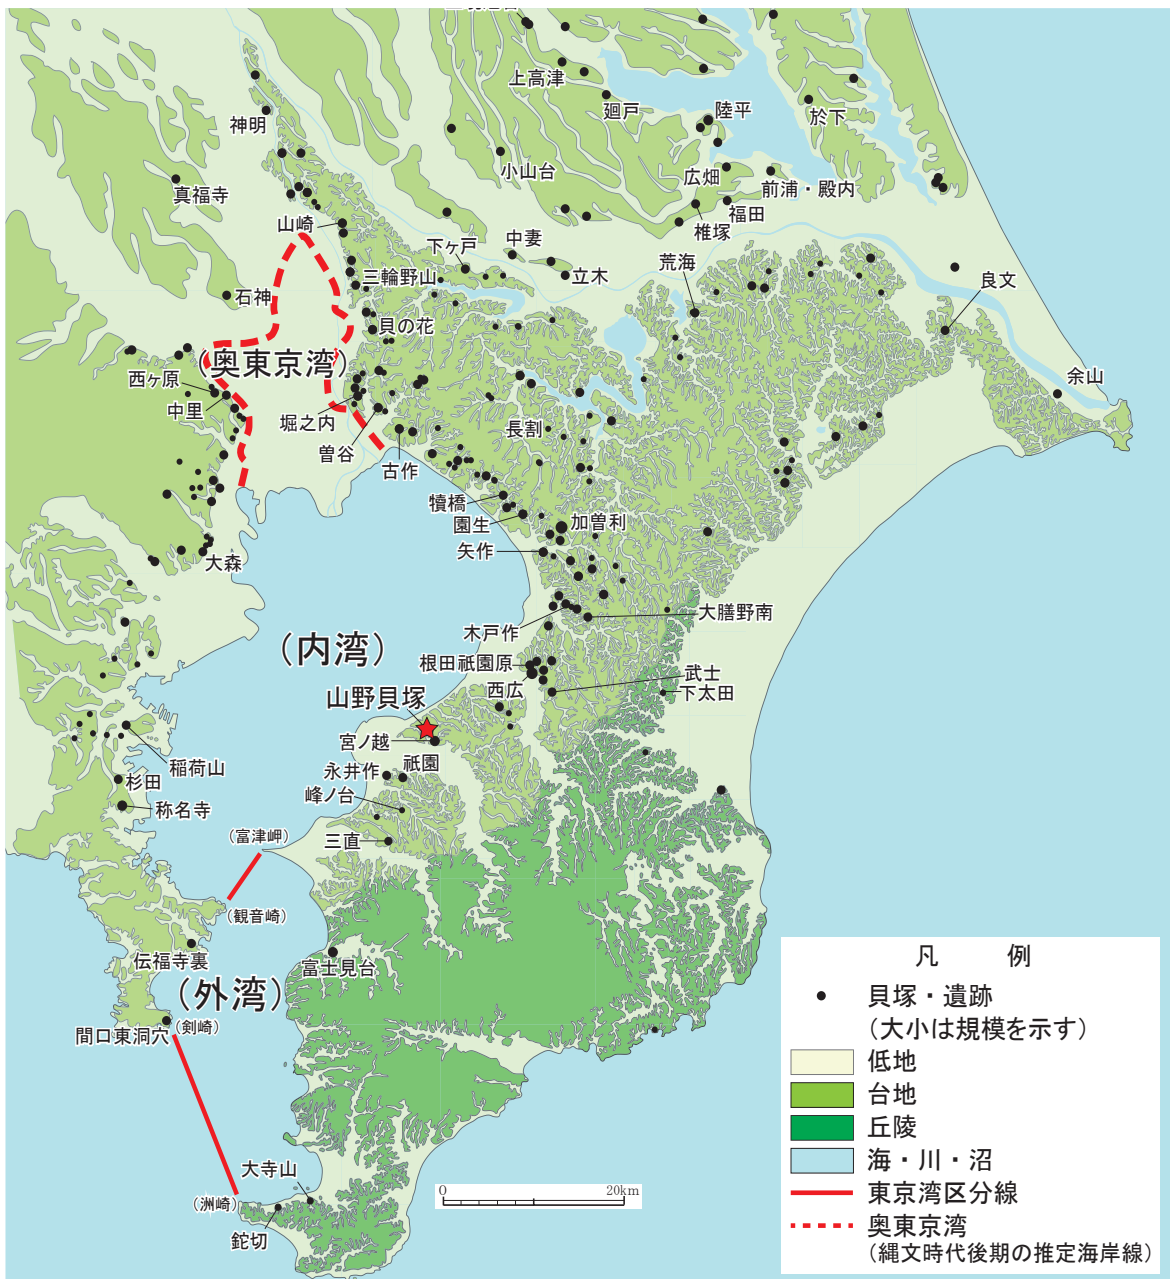 上高津
廻戸
陸平
於下
神明
小山台
広畑
前浦・殿内
真福寺
福田
山崎
椎塚
中妻
下ヶ戸
荒海
三輪野山
立木
良文
石神
貝の花
(奥東京湾)
西ヶ原
余山
中里
堀之内
長割
曽谷
古作
犢橋
園生
加曽利
矢作
大森
大膳野南
木戸作
(内湾)
根田祇園原
武士
西広
下太田
山野貝塚
宮ノ越
稲荷山
永井作
祇園
杉田
峰ノ台
称名寺
(富津岬)
三直
(観音崎)
伝福寺裏
富士見台
(外湾)
間口東洞穴
(剣崎)
大寺山
(洲崎)
鉈切
0 20km
凡 例
貝塚・遺跡
(大小は規模を示す)
低地
台地
丘陵
海・川・沼
東京湾区分線
奥東京湾
(縄文時代後期の推定海岸線)